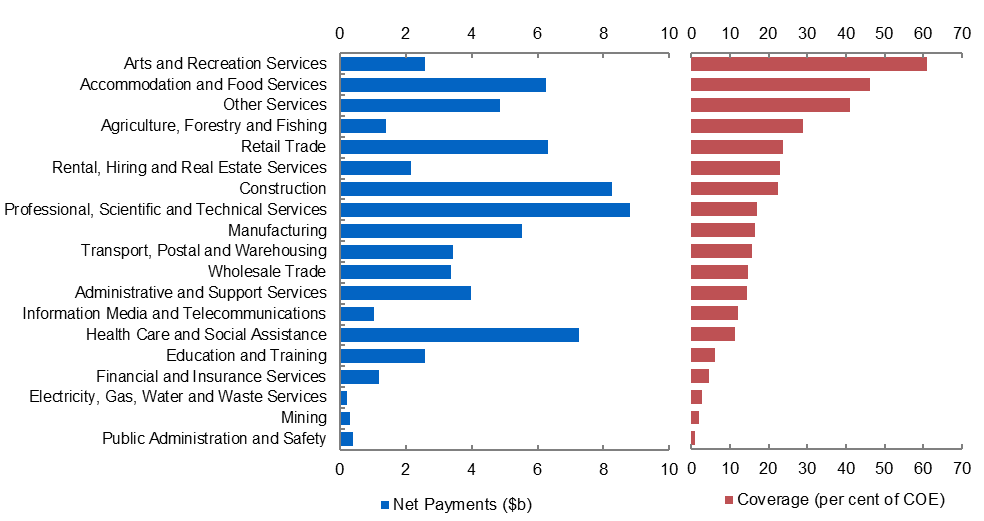 0 2 4 6 8 10 0 10 20 30 40 50 60 70
Arts and Recreation Services
Accommodation and Food Services
Other Services
Agriculture, Forestry and Fishing
Retail Trade
Rental, Hiring and Real Estate Services
Construction
Professional, Scientific and Technical Services
Manufacturing
Transport, Postal and Warehousing
Wholesale Trade
Administrative and Support Services
Information Media and Telecommunications
Health Care and Social Assistance
Education and Training
Financial and Insurance Services
Electricity, Gas, Water and Waste Services
Mining
Public Administration and Safety
0 2 4 6 8 10 0 10 20 30 40 50 60 70
Net Payments ($b) Coverage (per cent of COE)